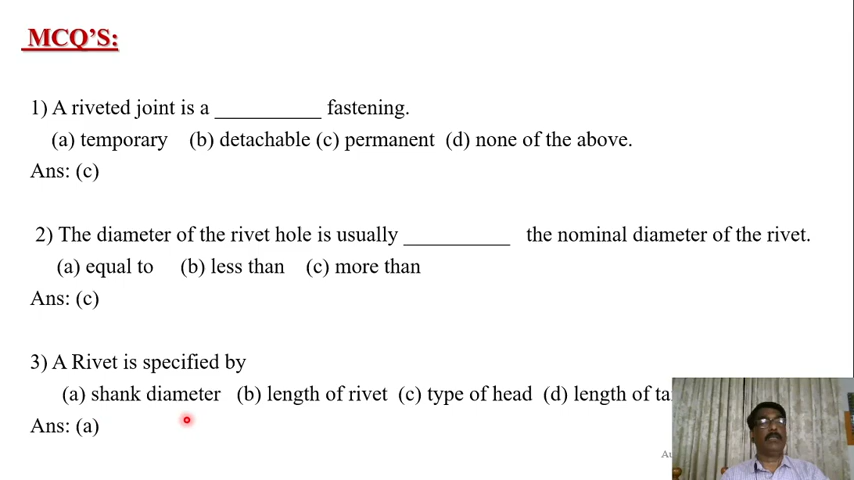 MCQ'S:
1) A riveted joint is a __________ fastening.
(a) temporary (b) detachable (c) permanent (d) none of the above.
Ans: (c)
2) The diameter of the rivet hole is usually __________ the nominal diameter of the rivet.
(a) equal to (b) less than (c) more than
Ans: (c)
3) A Rivet is specified by
(a) shank diameter (b) length of rivet (c) type of head (d) length of
Ans: (a)